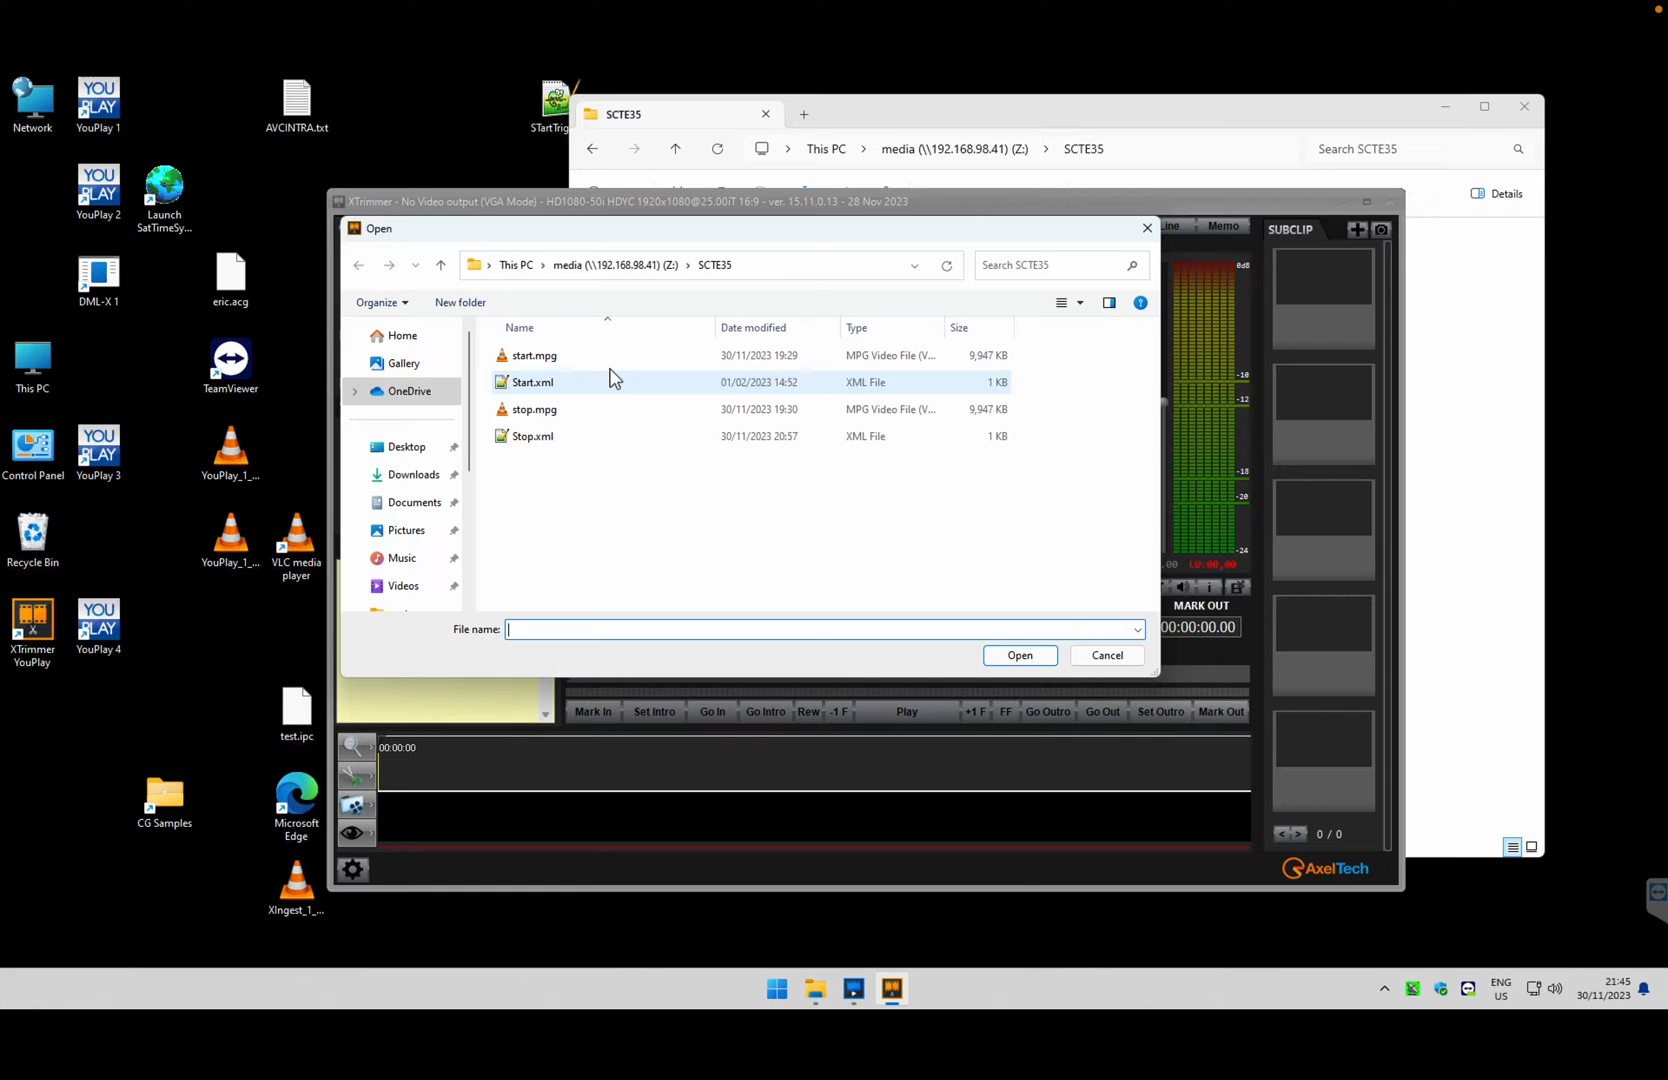 Network
YOU PLAY
YouPlay 1
AVCINTRA.txt
STartTrig
YOU PLAY
YouPlay 2
Launch
SatTimeSy...
DML-X 1
eric.acg
This PC
TeamViewer
Control Panel
YOU PLAY
YouPlay 3
YouPlay_1_...
Recycle Bin
YouPlay_1_...
VLC media
player
XTrimmer
YouPlay
YOU PLAY
YouPlay 4
test.ipc
CG Samples
Microsoft
Edge
XIngest_1_...
SCTE35
This PC > media (\\192.168.98.41) (Z:) > SCTE35
Search SCTE35
Details
XTrimmer - No Video output (VGA Mode) - HD1080-50i HDYC 1920x1080@25.00iT 16:9 - ver. 15.11.0.13 - 28 Nov 2023
Open
This PC > media (\\192.168.98.41) (Z:) > SCTE35
Search SCTE35
Organize
New folder
Home
Gallery
OneDrive
Desktop
Downloads
Documents
Pictures
Music
Videos
Name Date modified Type Size
start.mpg 30/11/2023 19:29 MPG Video File (V... 9,947 KB
Start.xml 01/02/2023 14:52 XML File 1 KB
stop.mpg 30/11/2023 19:30 MPG Video File (V... 9,947 KB
Stop.xml 30/11/2023 20:57 XML File 1 KB
File name:
Open
Cancel
Line
Memo
SUBCLIP
0dB
-10
-10
-18
-20
-24
.00 LU:00,00
MARK OUT
00:00:00.00
Mark In Set Intro Go In Go Intro Rew -1 F Play +1 F FF Go Outro Go Out Set Outro Mark Out
00:00:00
< > 0 / 0
AxelTech
ENG
US
21:45
30/11/2023